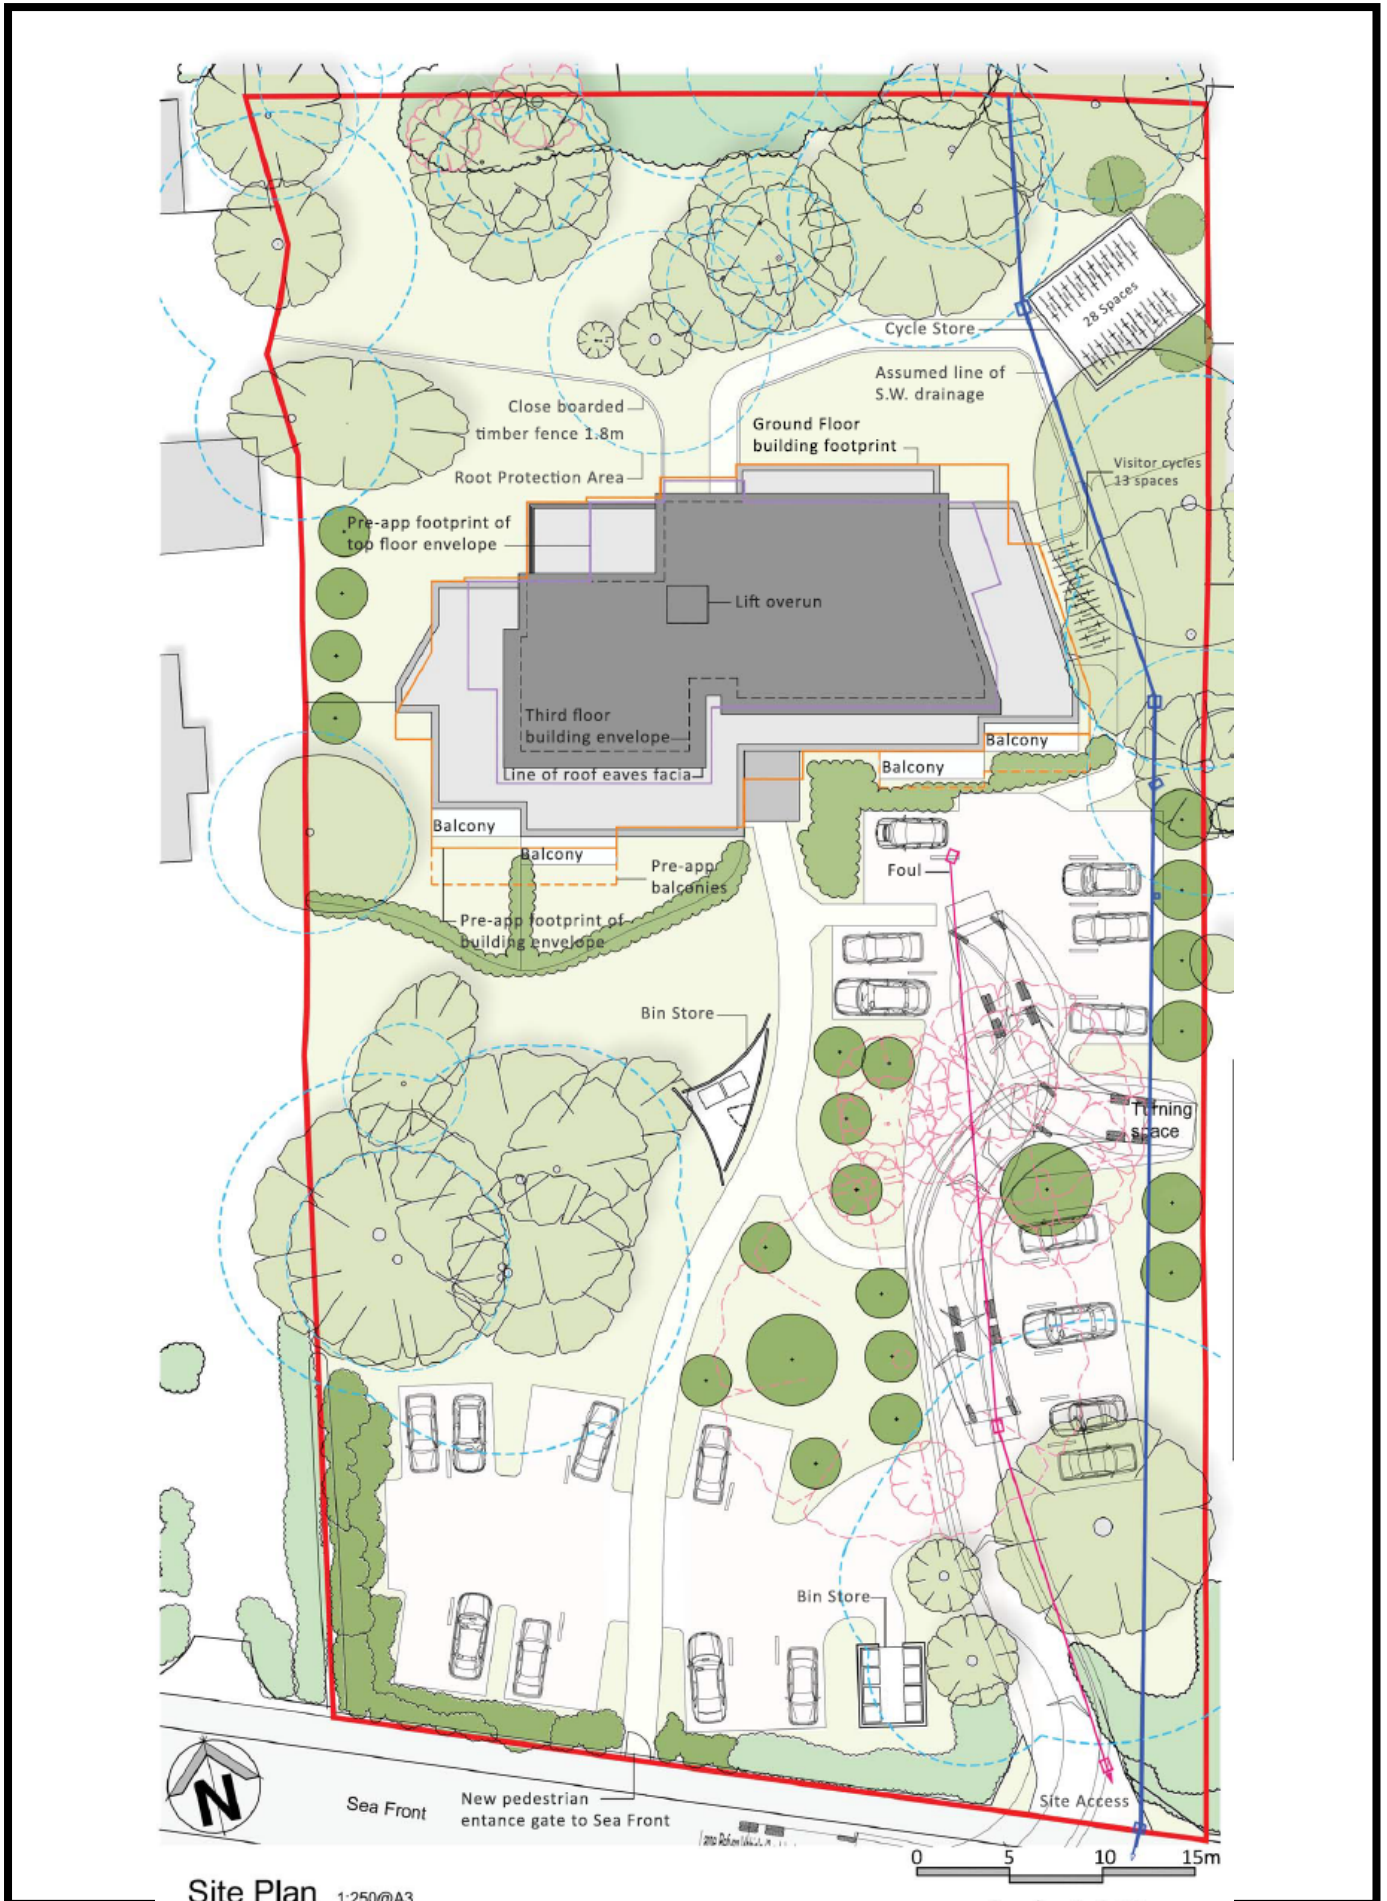 28 Spaces
Cycle Store
Assumed line of
S.W. drainage
Close boarded
timber fence 1.8m
Ground Floor
building footprint
Root Protection Area
Visitor cycles
13 spaces
Pre-app footprint of
top floor envelope
Lift overun
Third floor
building envelope
Line of roof eaves facia
Balcony
Balcony
Balcony
Balcony
Pre-app
balconies
Foul
Pre-app footprint of
building envelope
Bin Store
Turning
space
Bin Store
N
Sea Front
New pedestrian
entrance gate to Sea Front
Site Access
0 5 10 15m
Site Plan 1:250@A3